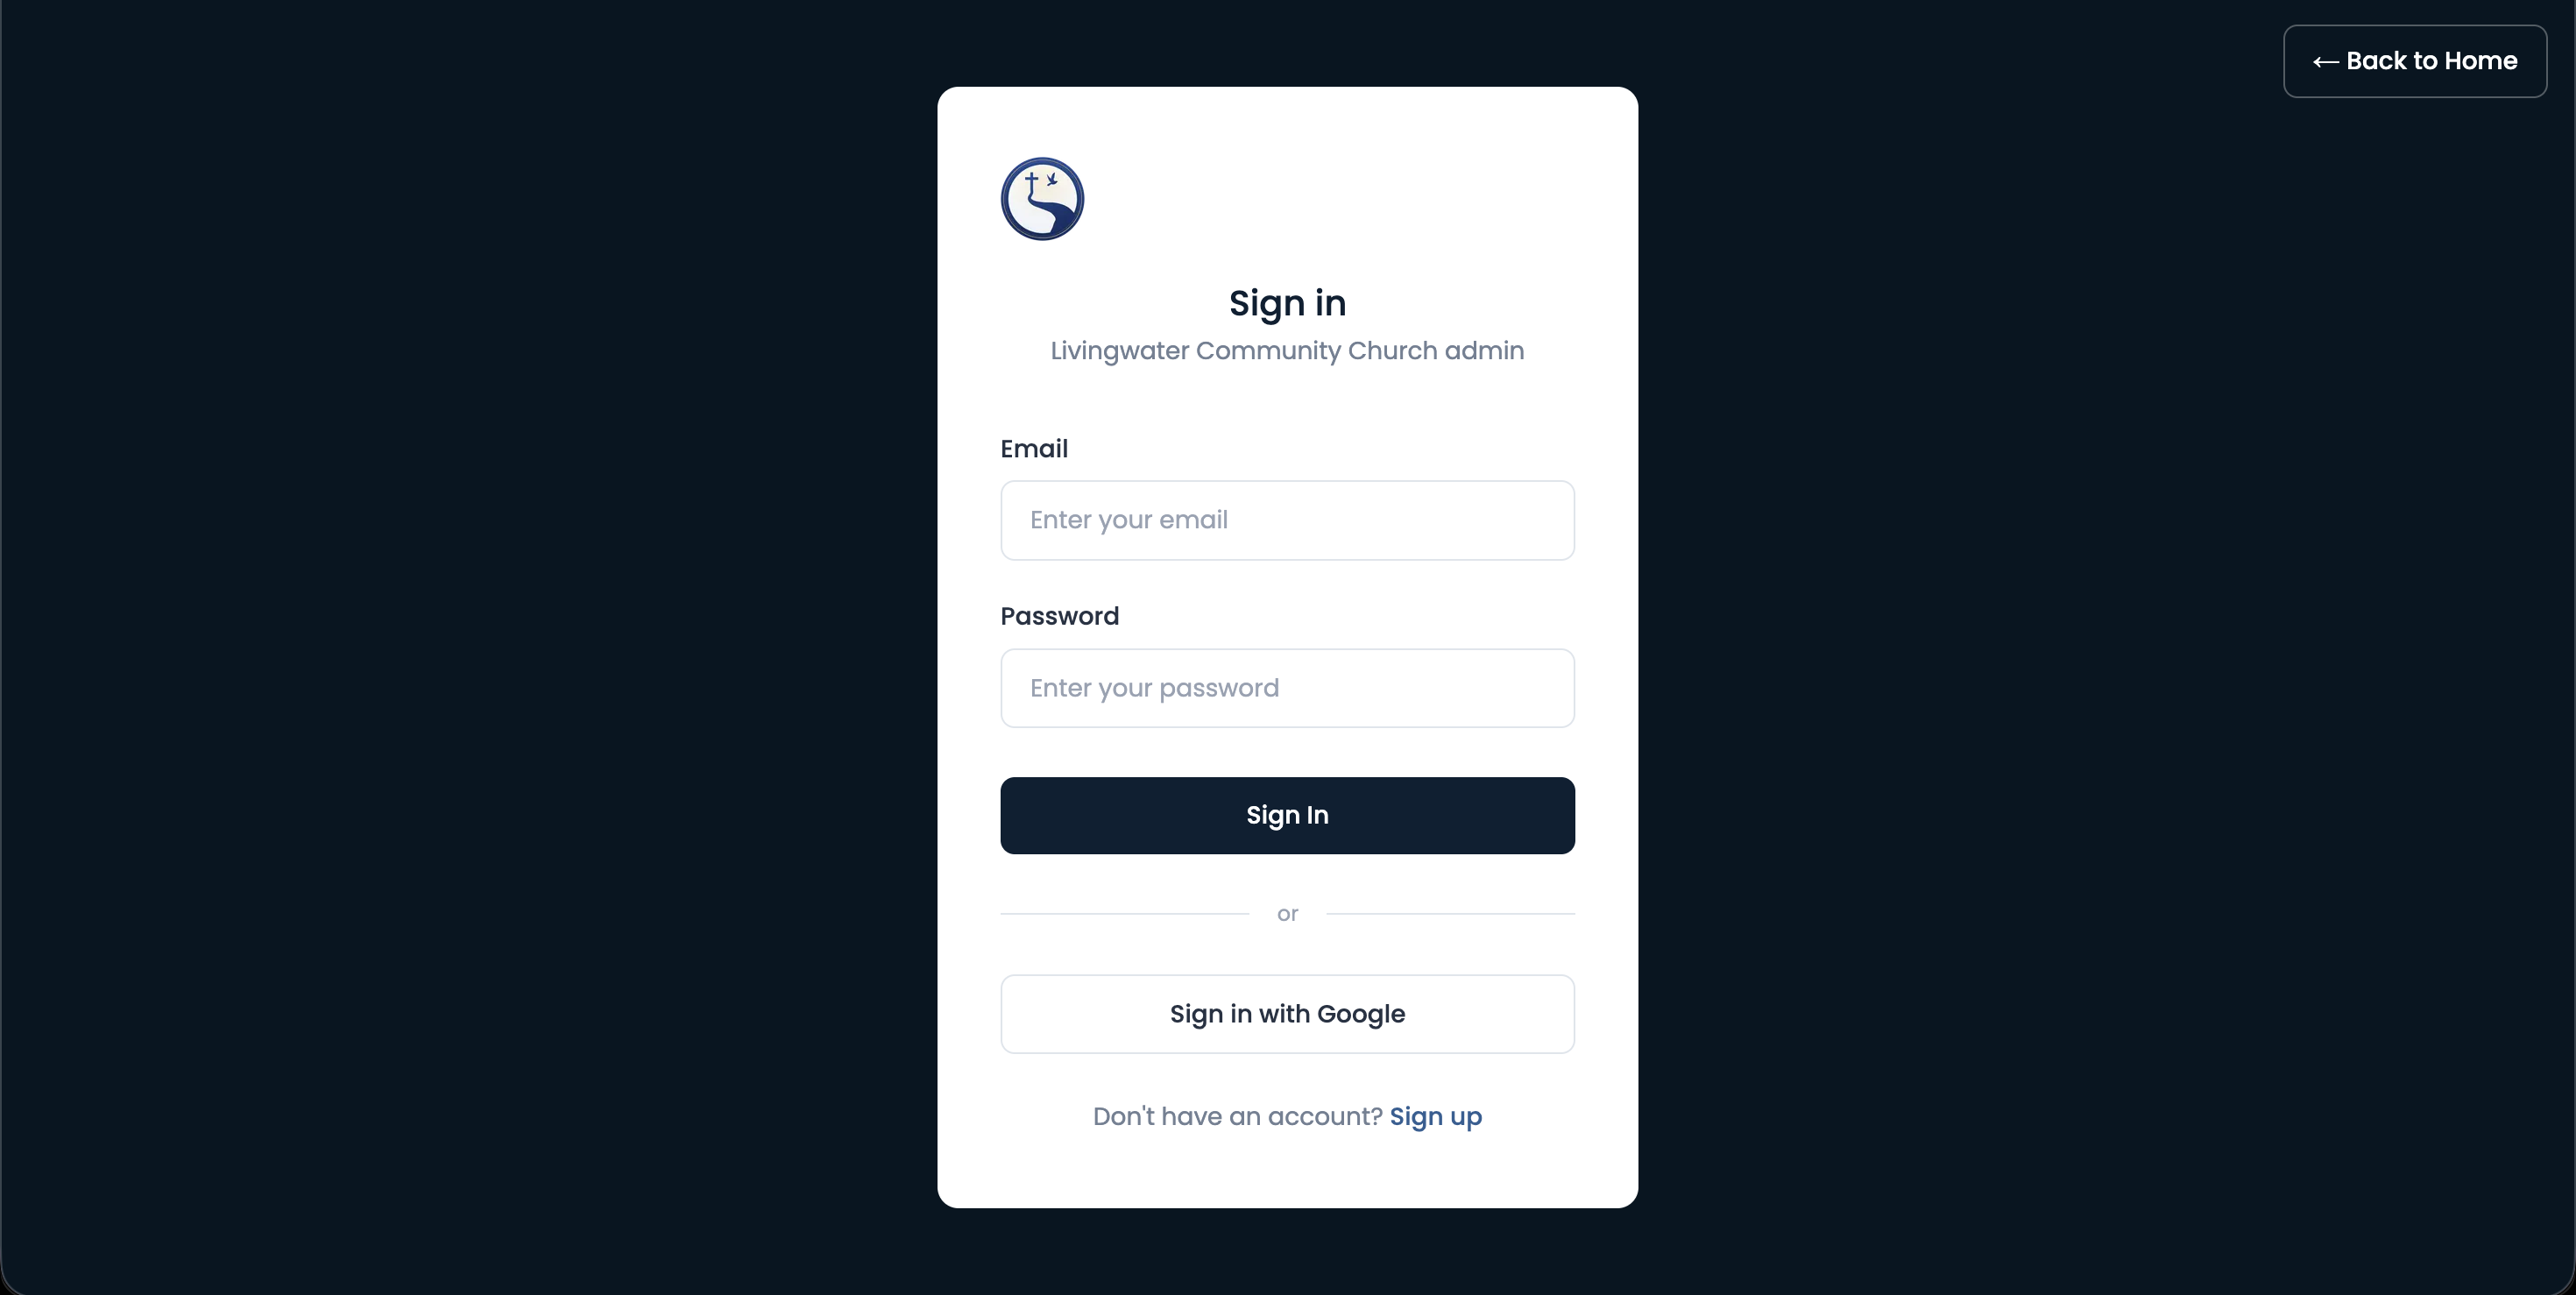 ← Back to Home
Sign in
Livingwater Community Church admin
Email
Enter your email
Password
Enter your password
Sign In
or
Sign in with Google
Don't have an account? Sign up